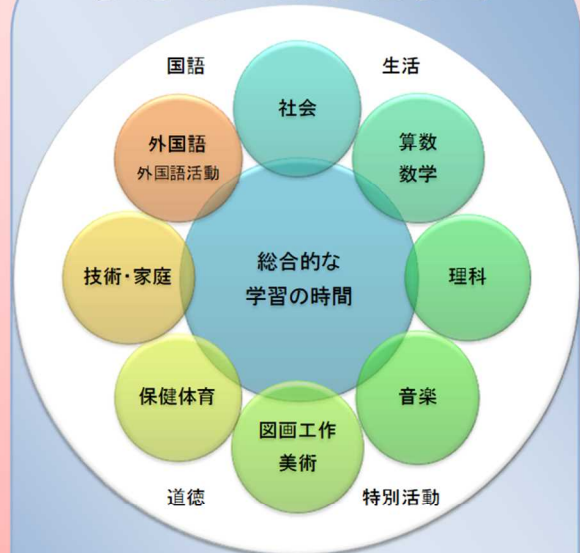 国語
生活
社会
外国語
外国語活動
算数
数学
技術・家庭
総合的な
学習の時間
理科
保健体育
音楽
図画工作
美術
道徳
特別活動